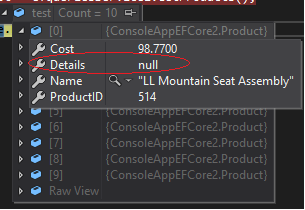 test Count = 10
[0] {ConsoleAppEFCore2.Product}
Cost 98.7700
Details null
Name "LL Mountain Seat Assembly"
ProductID 514
[5] {ConsoleAppEFCore2.Product}
[6] {ConsoleAppEFCore2.Product}
[7] {ConsoleAppEFCore2.Product}
[8] {ConsoleAppEFCore2.Product}
[9] {ConsoleAppEFCore2.Product}
Raw View